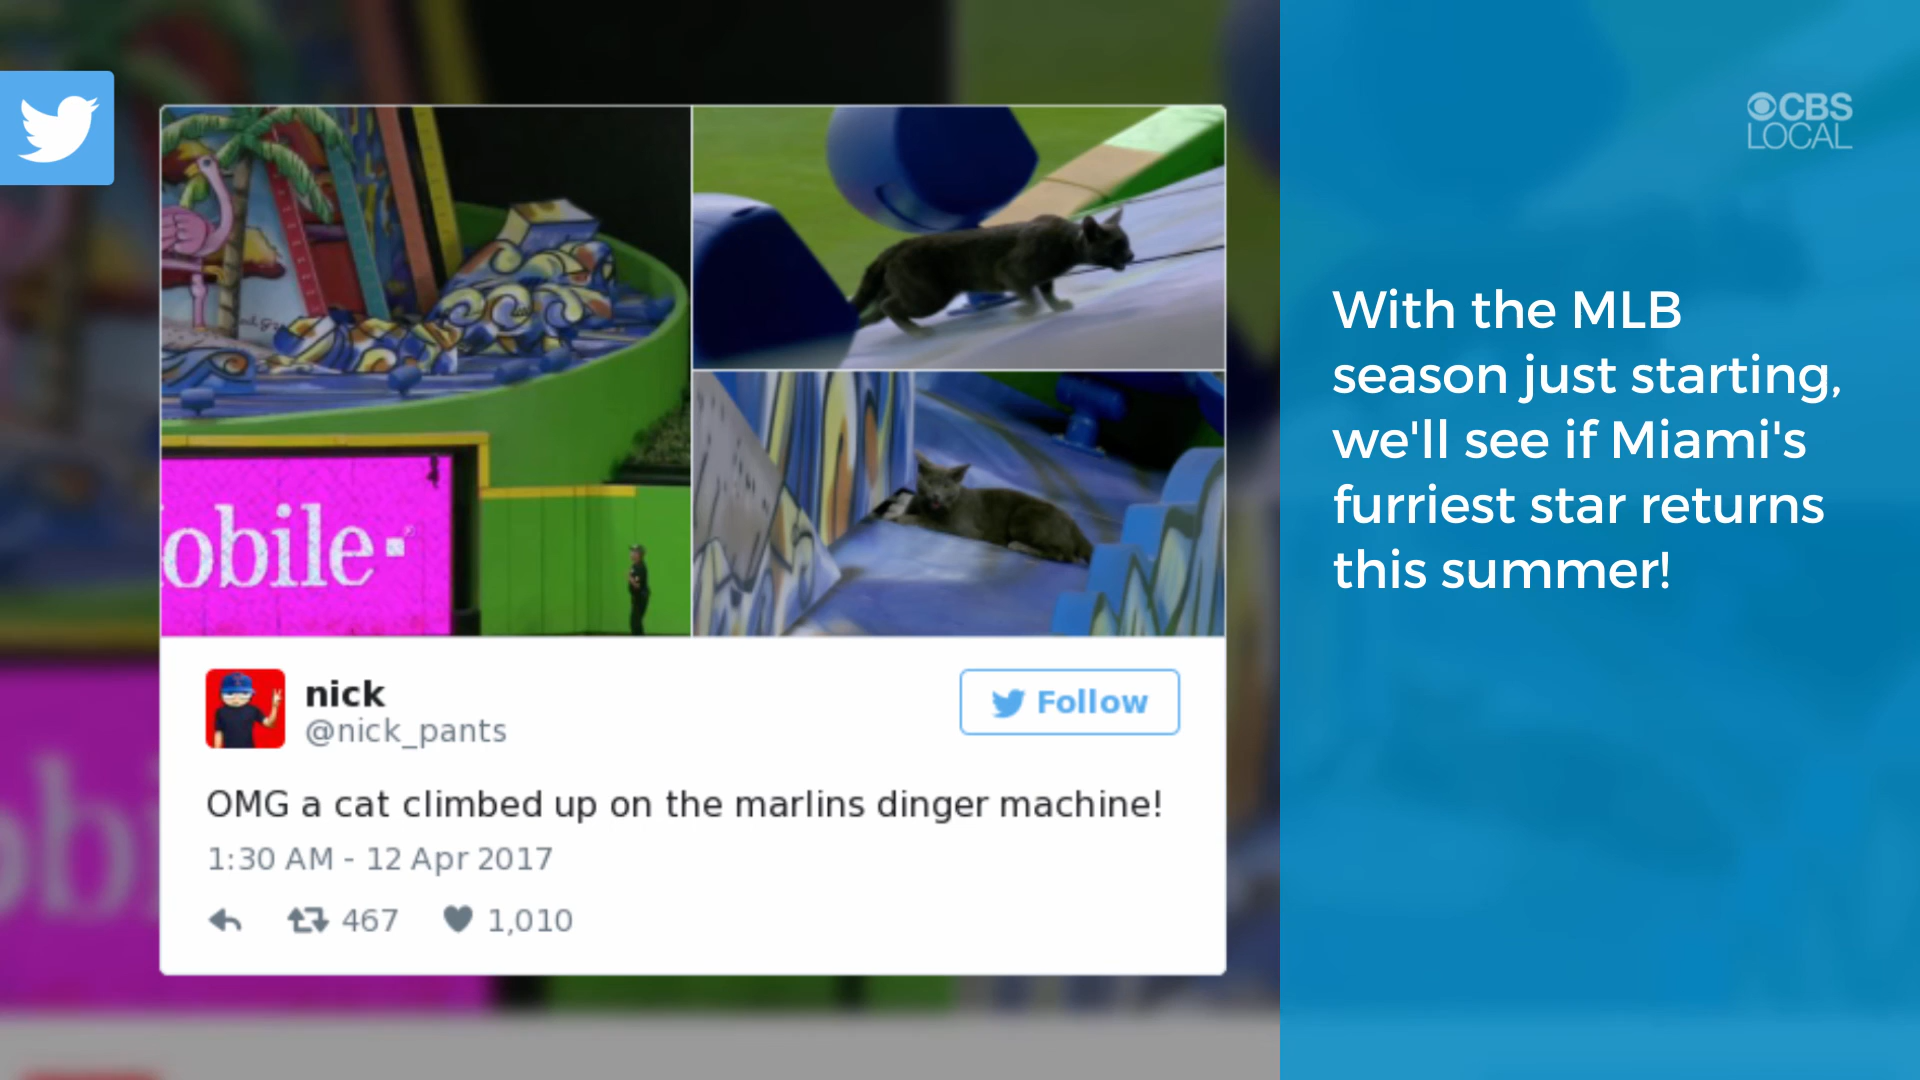 CBS
LOCAL
With the MLB
season just starting,
we'll see if Miami's
furriest star returns
this summer!
obile
nick
@nick_pants
Follow
OMG a cat climbed up on the marlins dinger machine!
1:30 AM - 12 Apr 2017
467 1,010